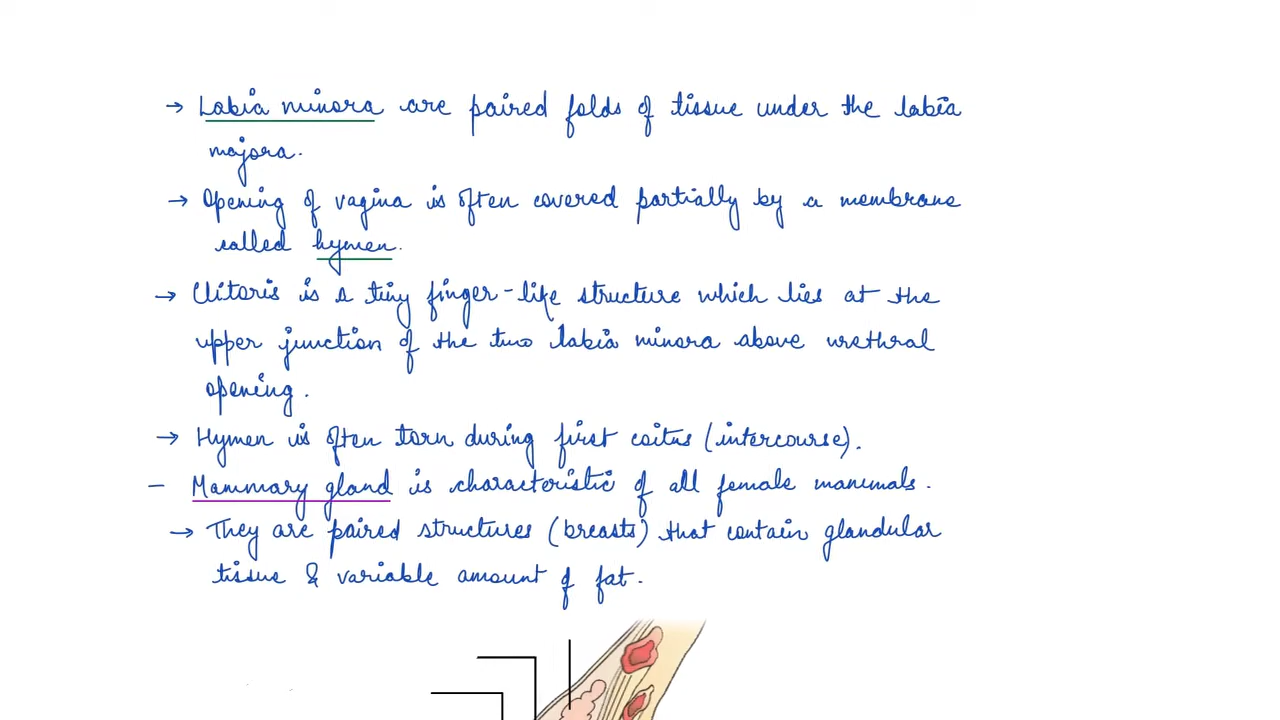 → Labia minora are paired folds of tissue under the labia
majora.
→ Opening of vagina is often covered partially by a membrane
called hymen.
→ Clitoris is a tiny finger-like structure which lies at the
upper junction of the two labia minora above urethral
opening.
→ Hymen is often torn during first coitus (intercourse).
- Mammary gland is characteristic of all female mammals.
→ They are paired structures (breasts) that contain glandular
tissue & variable amount of fat.